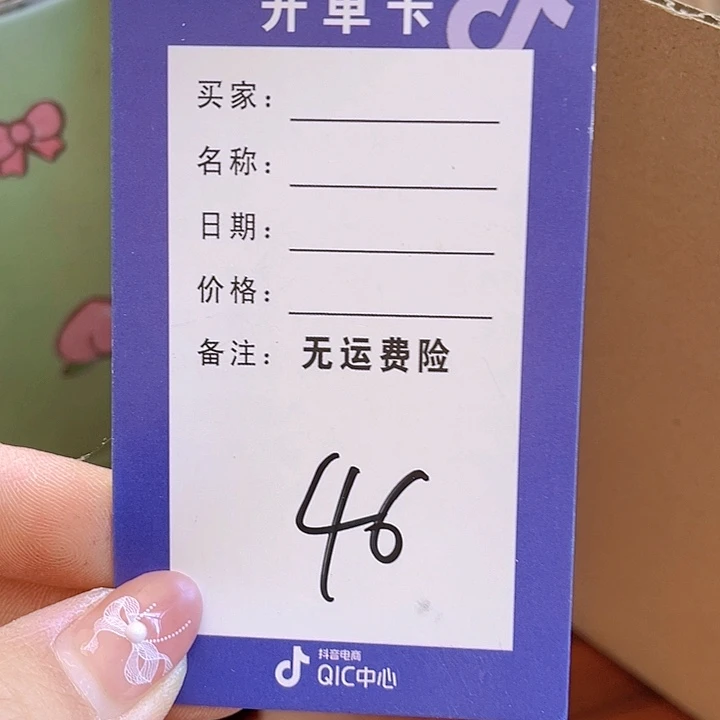 开单卡
买家：
名称：
日期：
价格：
备注：无运费险
46
抖音电商
QIC中心